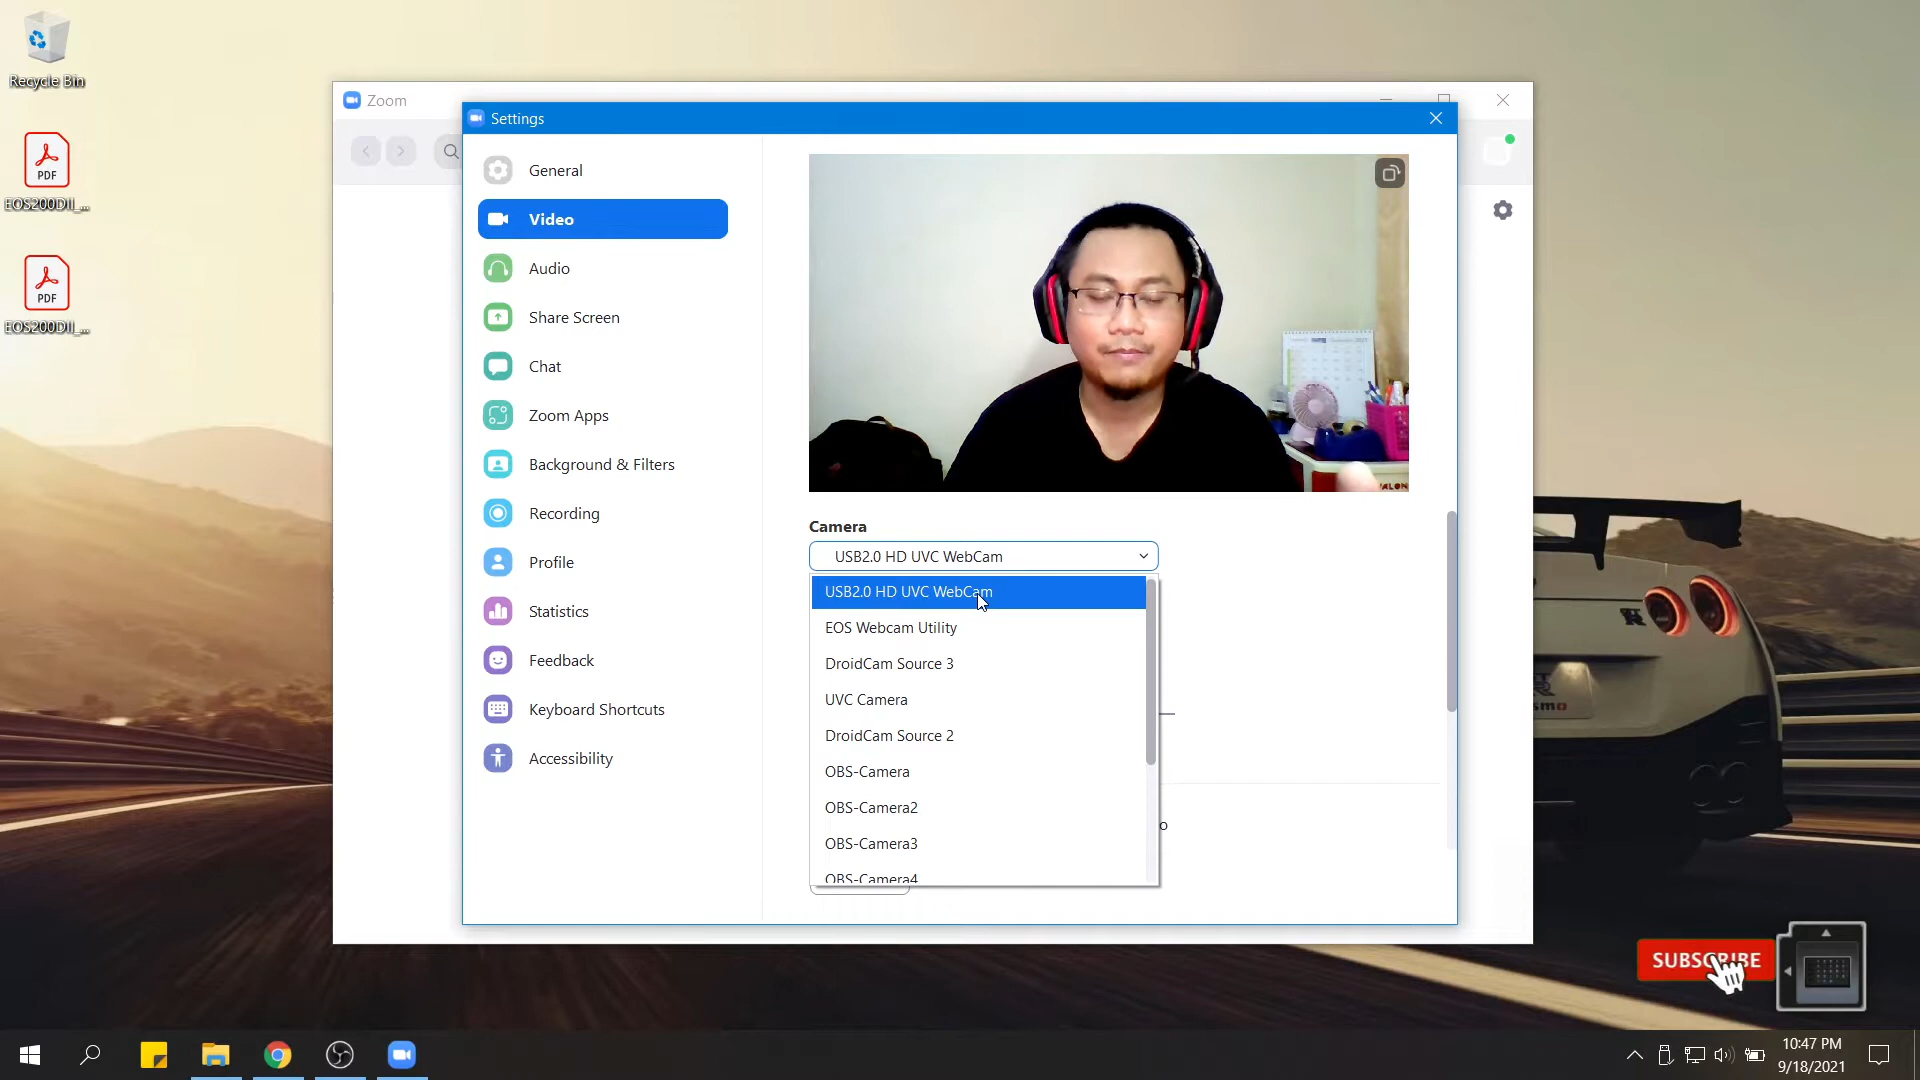 Recycle Bin
PDF
EOS200DII_...
PDF
EOS200DII_...
Zoom
Settings
General
Video
Audio
Share Screen
Chat
Zoom Apps
Background & Filters
Recording
Profile
Statistics
Feedback
Keyboard Shortcuts
Accessibility
Camera
USB2.0 HD UVC WebCam
USB2.0 HD UVC WebCam
EOS Webcam Utility
DroidCam Source 3
UVC Camera
DroidCam Source 2
OBS-Camera
OBS-Camera2
OBS-Camera3
OBS-Camera4
o
SUBSCRIBE
10:47 PM
9/18/2021